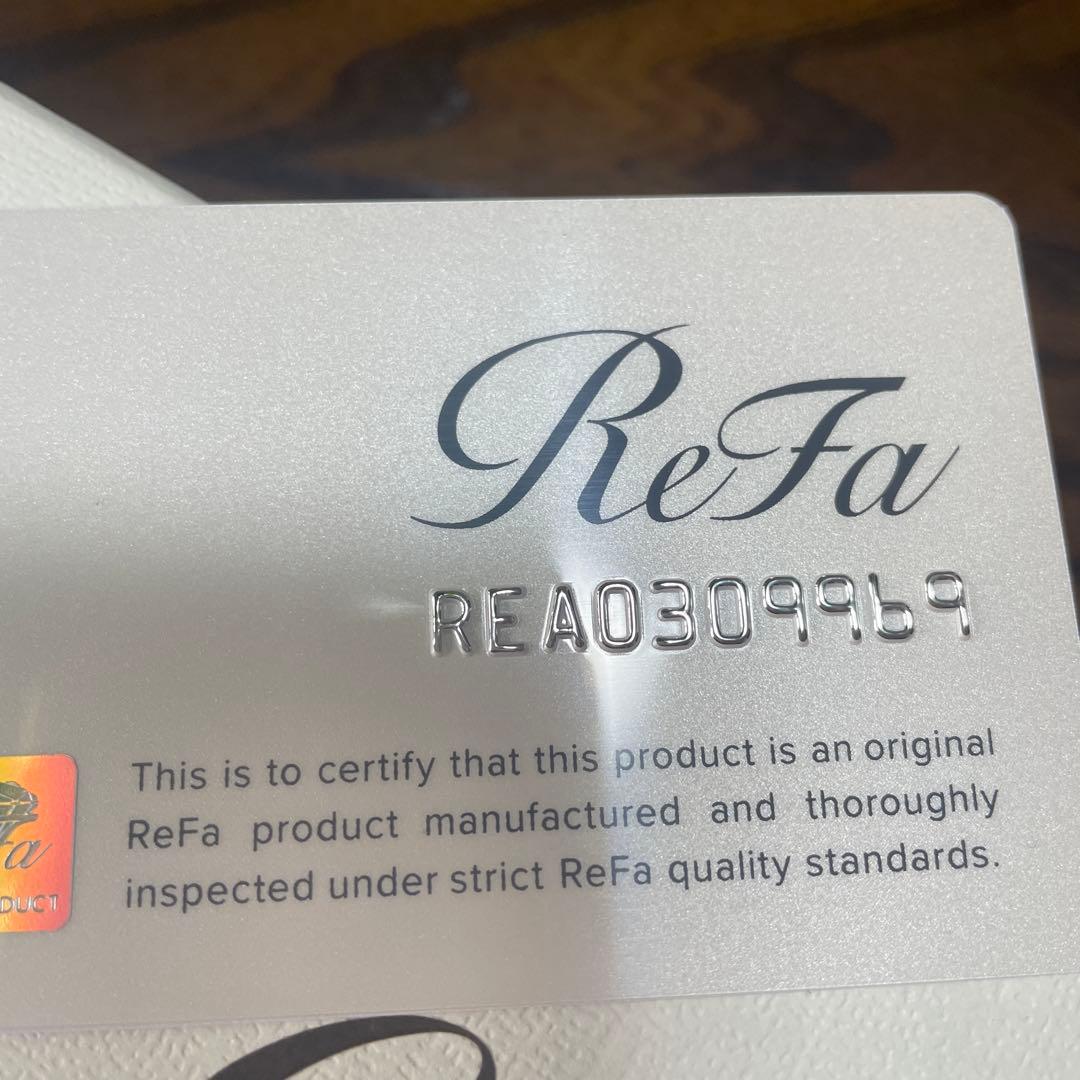 ReFa
REA0309969
This is to certify that this product is an original
ReFa product manufactured and thoroughly
inspected under strict ReFa quality standards.